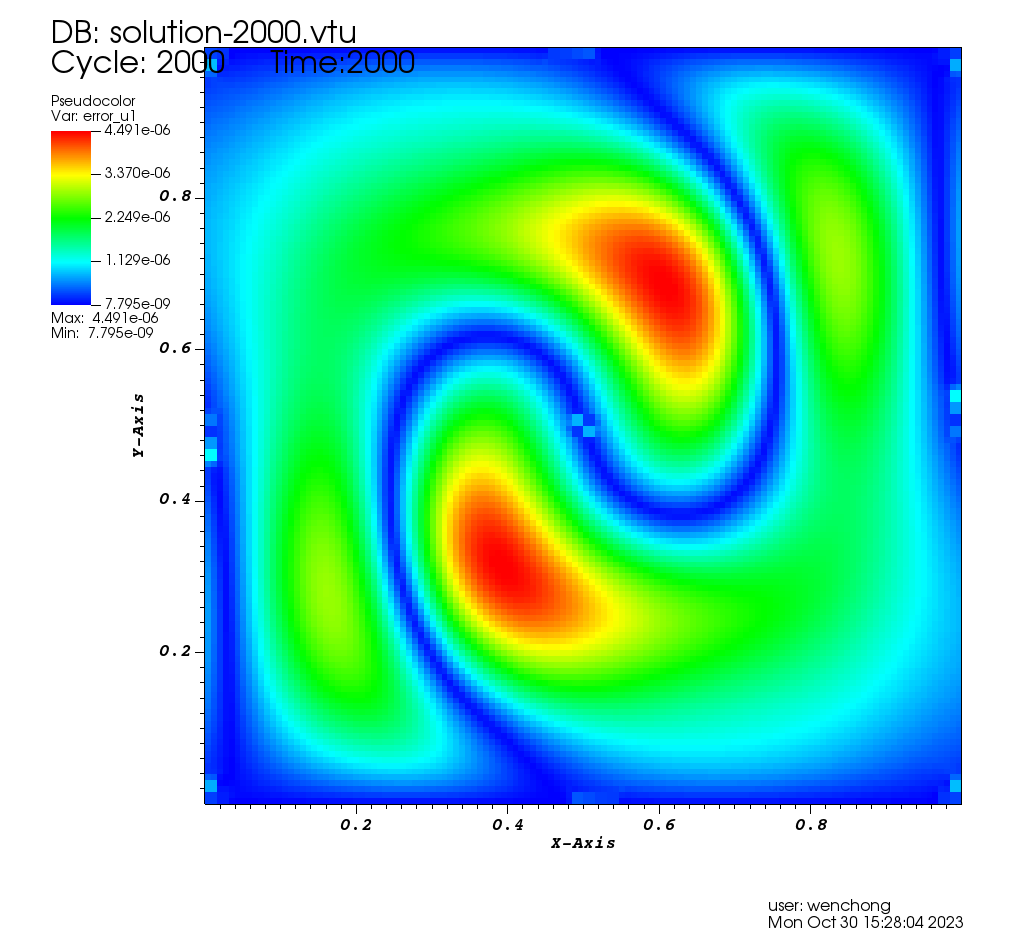 DB: solution-2000.vtu
Cycle: 2000 Time:2000
Pseudocolor
Var: error_u1
4.491e-06
3.370e-06
2.249e-06
1.129e-06
7.795e-09
Max: 4.491e-06
Min: 7.795e-09
0.8
0.6
0.4
0.2
Y-Axis
0.2 0.4 0.6 0.8
X-Axis
user: wenchong
Mon Oct 30 15:28:04 2023